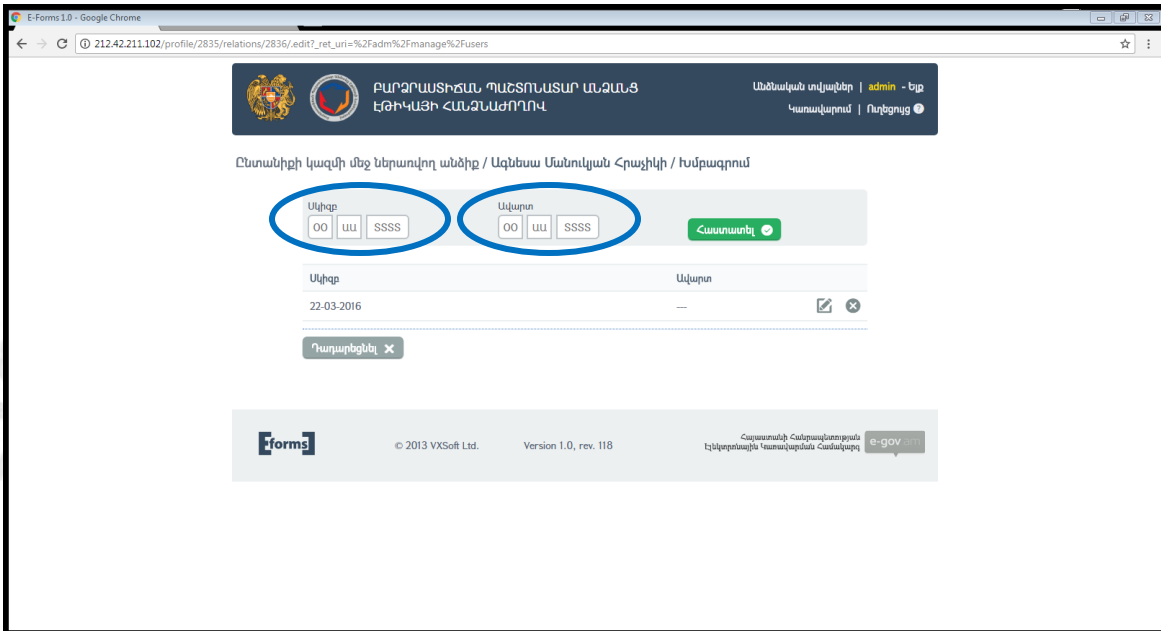 E-Forms 1.0 - Google Chrome
212.42.211.102/profile/2835/relations/2836/.edit?_ret_uri=%2Fadm%2Fmanage%2Fusers
ԲԱՐՁՐԱՍՏԻՃԱՆ ՊԱՇՏՈՆԱՏԱՐ ԱՆՁԱՆՑ
ԷԹԻԿԱՅԻ ՀԱՆՁՆԱԺՈՂՈՎ
Անձնական տվյալներ | admin - Ելք
Կառավարում | Ուղեցույց ?
Ընտանիքի կազմի մեջ ներառվող անձիք / Ագնեսա Մանուկյան Հրաչիկի / Խմբագրում
Սկիզբ Ավարտ
ՕՕ ԱԱ ՏՏՏՏ ՕՕ ԱԱ ՏՏՏՏ Հաստատել
Սկիզբ Ավարտ
22-03-2016 —
Դադարեցնել
Eforms © 2013 VXSoft Ltd. Version 1.0, rev. 118
Հայաստանի Հանրապետության
Էլեկտրոնային Կառավարման Համակարգ
e-gov.am